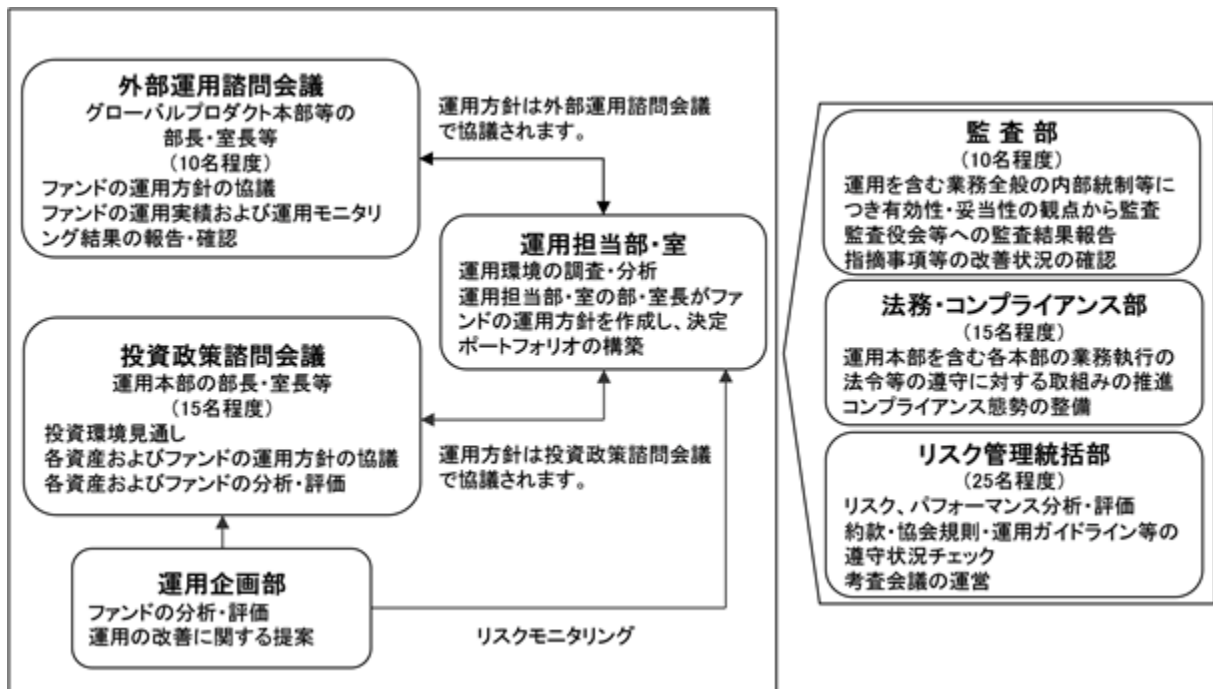 外部運用諮問会議
グローバルプロダクト本部等の
部長・室長等
(10名程度)
ファンドの運用方針の協議
ファンドの運用実績および運用モニタリ
ング結果の報告・確認
運用方針は外部運用諮問会議
で協議されます。
運用担当部・室
運用環境の調査・分析
運用担当部・室の部・室長がファ
ンドの運用方針を作成し、決定
ポートフォリオの構築
投資政策諮問会議
運用本部の部長・室長等
(15名程度)
投資環境見通し
各資産およびファンドの運用方針の協議
各資産およびファンドの分析・評価
運用方針は投資政策諮問会議
で協議されます。
運用企画部
ファンドの分析・評価
運用の改善に関する提案
リスクモニタリング
監 査 部
(10名程度)
運用を含む業務全般の内部統制等に
つき有効性・妥当性の観点から監査
監査役会等への監査結果報告
指摘事項等の改善状況の確認
法務・コンプライアンス部
(15名程度)
運用本部を含む各本部の業務執行の
法令等の遵守に対する取組みの推進
コンプライアンス態勢の整備
リスク管理統括部
(25名程度)
リスク、パフォーマンス分析・評価
約款・協会規則・運用ガイドライン等の
遵守状況チェック
考査会議の運営